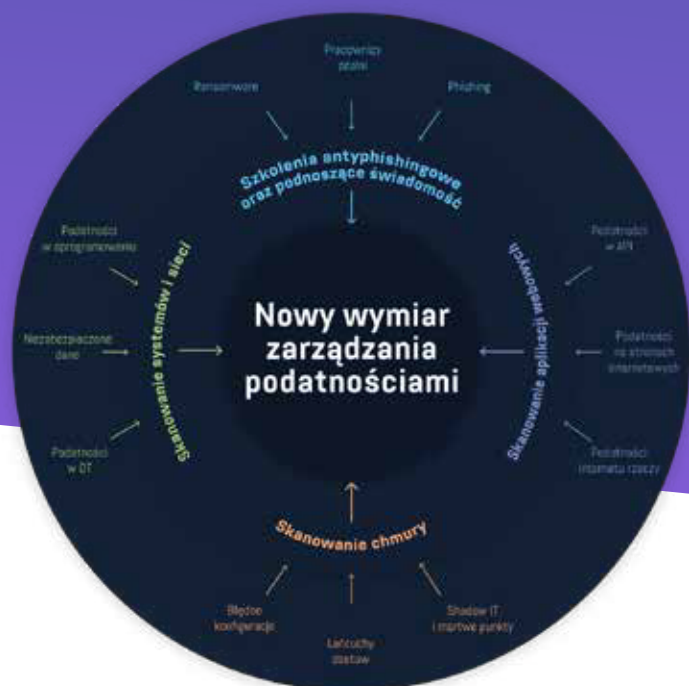 Pracownicy
zdalni
Ransomware
Phishing
Szkolenia antyphishingowe
oraz podnoszące świadomość
Podatności
w oprogramowaniu
Niezabezpieczone
dane
Podatności
w OT
Skanowanie systemów i sieci
Nowy wymiar
zarządzania
podatnościami
Skanowanie aplikacji webowych
Podatności
w API
Podatności
na stronach
internetowych
Podatności
internetu rzeczy
Skanowanie chmury
Błędne
konfiguracje
Łańcuchy
dostaw
Shadow IT
i martwe punkty